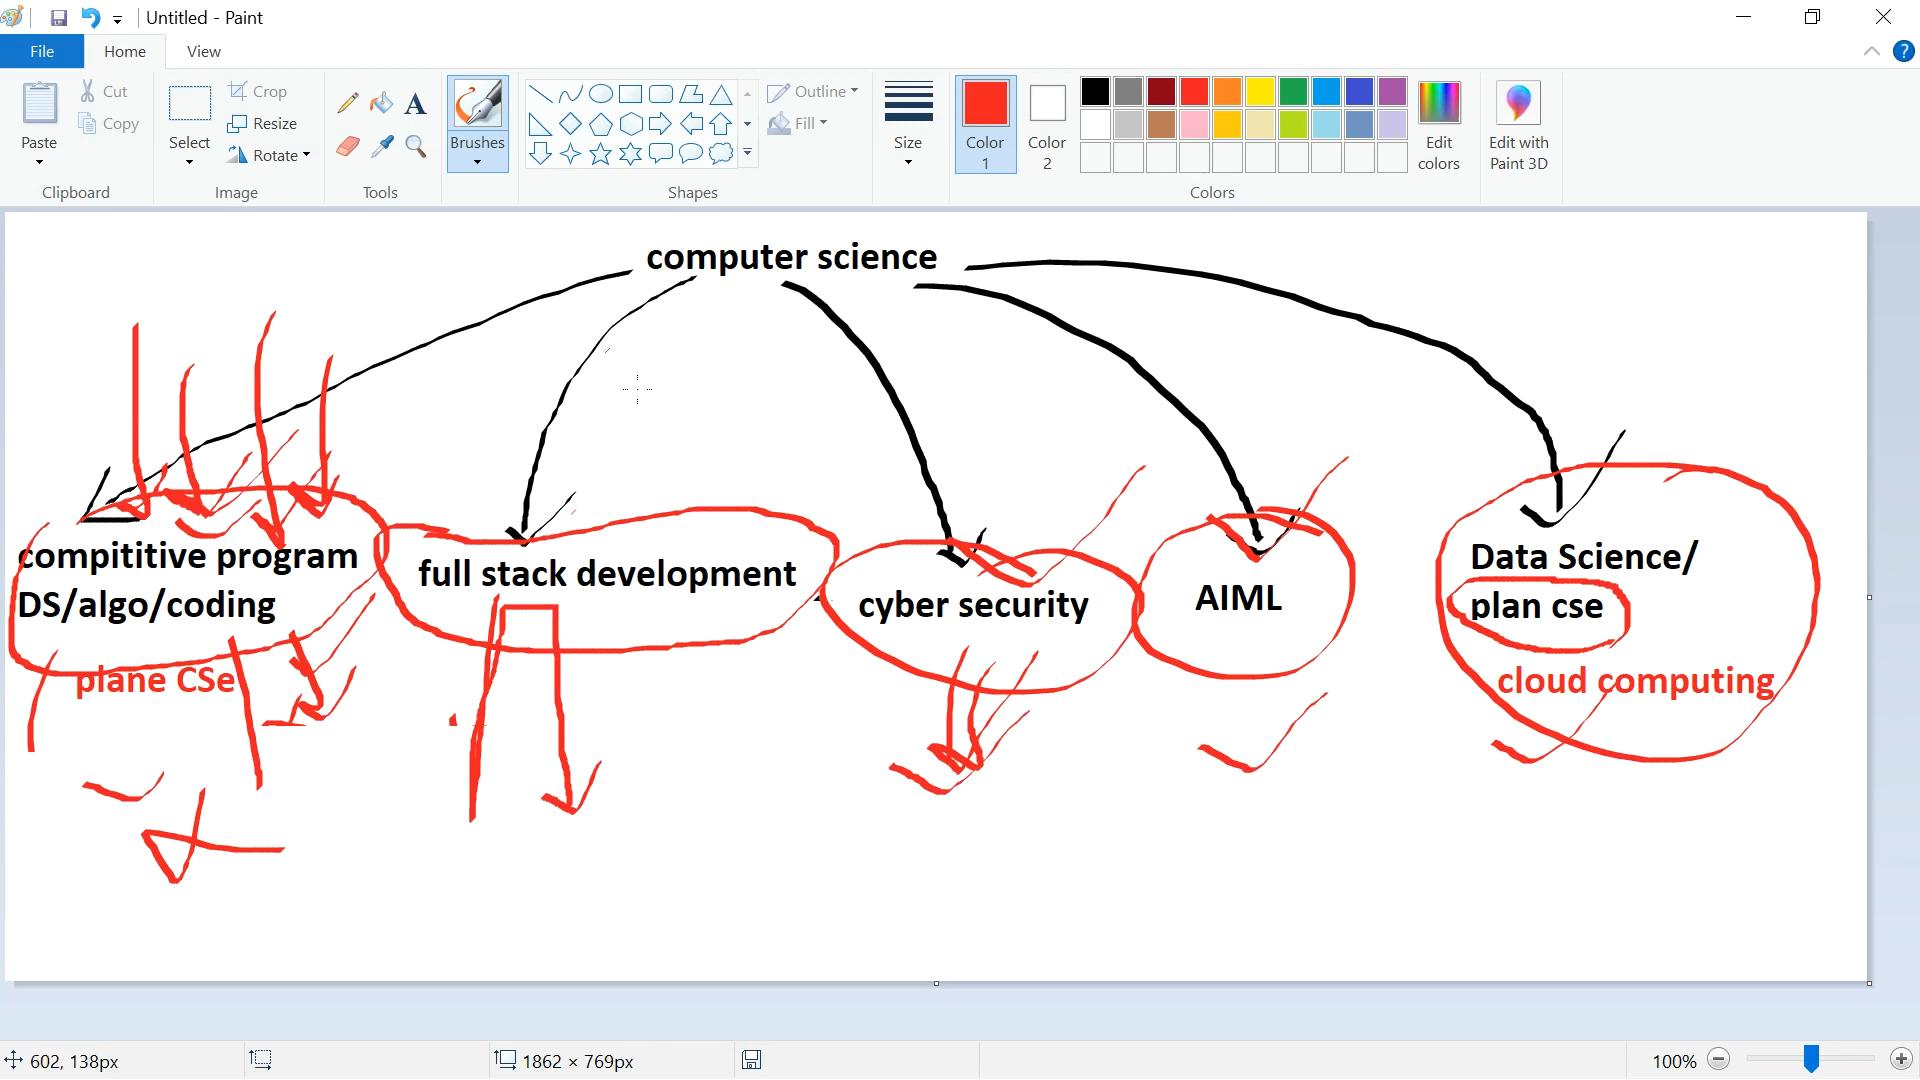 Untitled - Paint
File Home View
Paste
Cut
Copy
Clipboard
Select
Crop
Resize
Rotate
Image
A
Tools
Brushes
Outline
Fill
Shapes
Size
Color 1
Color 2
Colors
Edit colors
Edit with Paint 3D
?
computer science
compititive program
DS/algo/coding
plane CSe
full stack development
cyber security
AIML
Data Science/
plan cse
cloud computing
602, 138px
1862 × 769px
100%